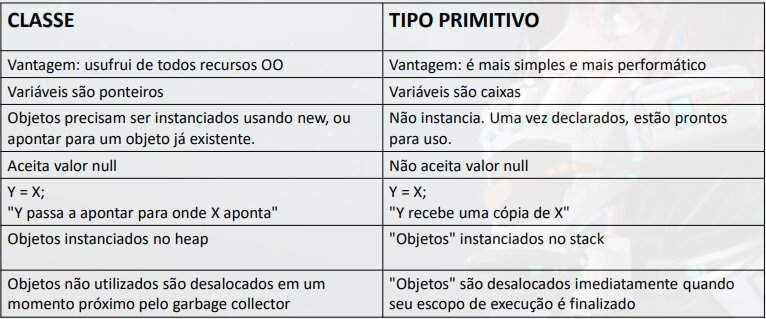 CLASSE
TIPO PRIMITIVO
Vantagem: usufrui de todos recursos OO
Vantagem: é mais simples e mais performático
Variáveis são ponteiros
Variáveis são caixas
Objetos precisam ser instanciados usando new, ou
apontar para um objeto já existente.
Não instancia. Uma vez declarados, estão prontos
para uso.
Aceita valor null
Não aceita valor null
Y = X;
"Y passa a apontar para onde X aponta"
Y = X;
"Y recebe uma cópia de X"
Objetos instanciados no heap
"Objetos" instanciados no stack
Objetos não utilizados são desalocados em um
momento próximo pelo garbage collector
"Objetos" são desalocados imediatamente quando
seu escopo de execução é finalizado